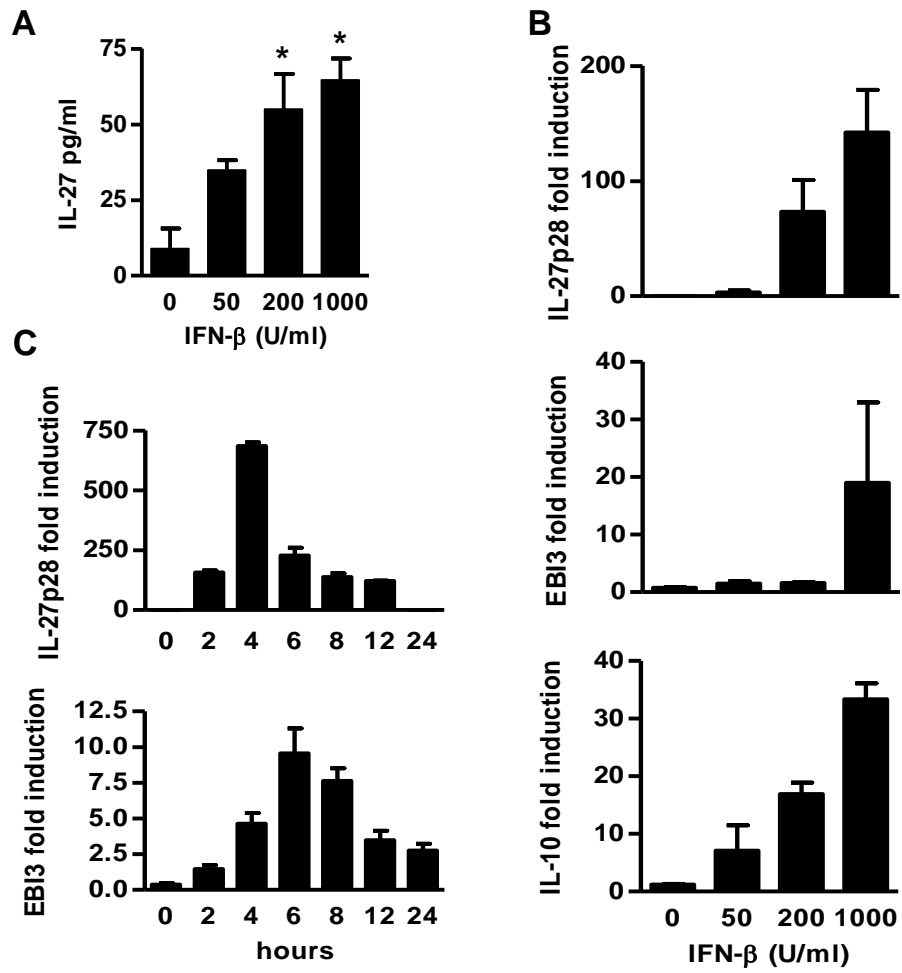 A
IL-27 pg/ml
75
50
25
0
* *
0 50 200 1000
IFN-β (U/ml)
B
IL-27p28 fold induction
200
100
0
EBI3 fold induction
40
30
20
10
0
IL-10 fold induction
40
30
20
10
0
0 50 200 1000
IFN-β (U/ml)
C
IL-27p28 fold induction
750
500
250
0
0 2 4 6 8 12 24
EBI3 fold induction
12.5
10.0
7.5
5.0
2.5
0.0
0 2 4 6 8 12 24
hours